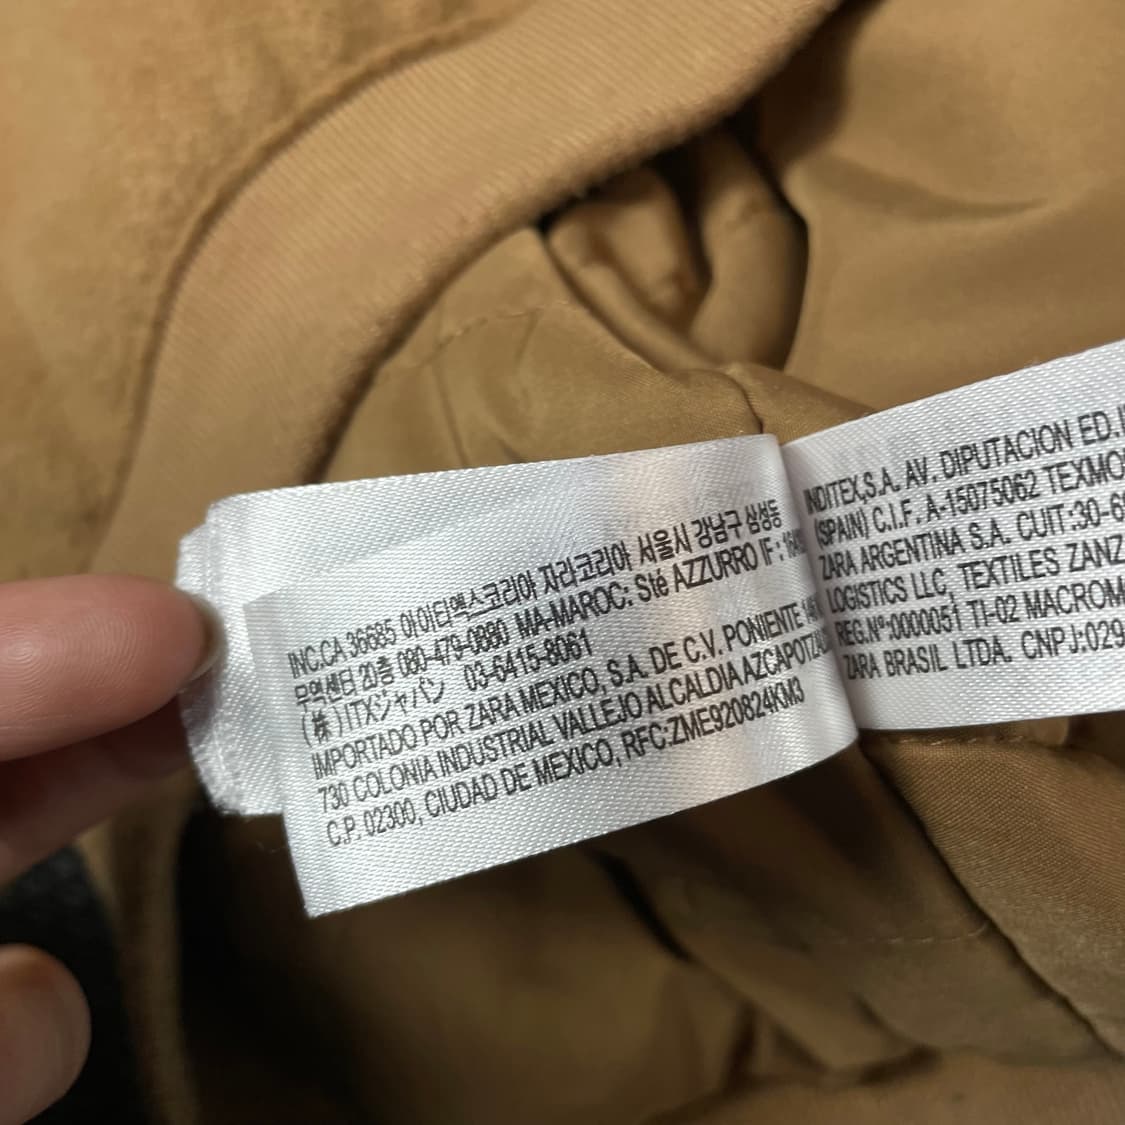 INC.CA 36685 아이티엑스코리아 자라코리아 서울시 강남구 삼성동
무역센터 20층 080-479-0880 MA-MAROC: Sté AZZURRO IF :
(株)ITXジャパン 03-6415-8061
IMPORTADO POR ZARA MEXICO, S.A. DE C.V. PONIENTE
730 COLONIA INDUSTRIAL VALLEJO ALCALDIA AZCAPOTZALCO
C.P. 02300, CIUDAD DE MEXICO, RFC:ZME920824KM3
INDITEX,S.A. AV. DIPUTACION ED.
(SPAIN) C.I.F. A-15075062 TEXMO
ZARA ARGENTINA S.A. CUIT:30-6
LOGISTICS LLC, TEXTILES ZANZ
REG.Nº:0000051 TI-02 MACROM
ZARA BRASIL LTDA. CNPJ:029